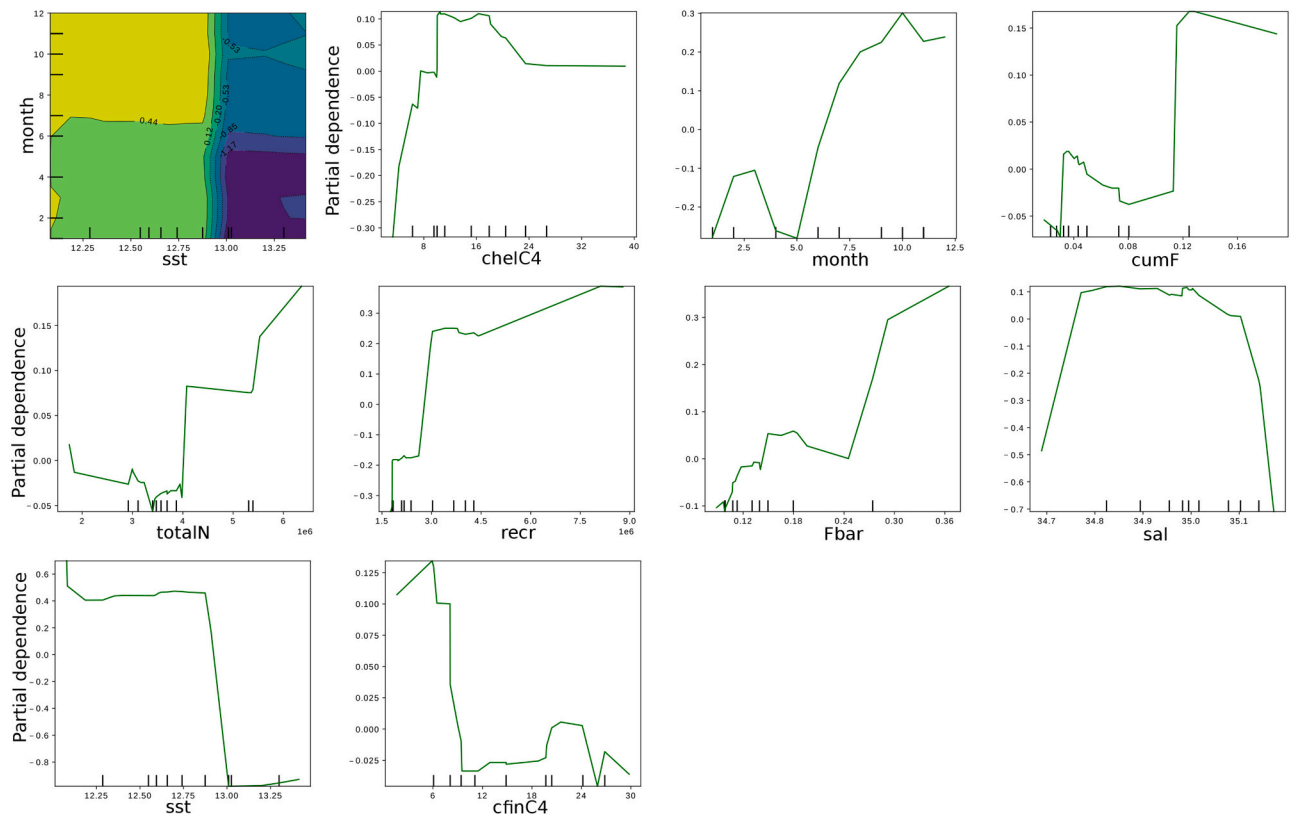 12
10
8
6
4
2
month
0.44
-0.53
0.53
0.20
0.12
-0.85
-1.17
12.25 12.50 12.75 13.00 13.25
sst
Partial dependence
0.10
0.05
0.00
−0.05
−0.10
−0.15
−0.20
−0.25
−0.30
8 16 24 32 40
chelC4
0.3
0.2
0.1
0.0
−0.1
−0.2
2.5 5.0 7.5 10.0 12.5
month
0.15
0.10
0.05
0.00
−0.05
0.04 0.08 0.12 0.16
cumF
Partial dependence
0.15
0.10
0.05
0.00
−0.05
2 3 4 5 6
1e6
totalN
0.3
0.2
0.1
0.0
−0.1
−0.2
−0.3
1.5 3.0 4.5 6.0 7.5 9.0
1e6
recr
0.3
0.2
0.1
0.0
−0.1
0.12 0.18 0.24 0.30 0.36
Fbar
0.1
0.0
−0.1
−0.2
−0.3
−0.4
−0.5
−0.6
−0.7
34.7 34.8 34.9 35.0 35.1
sal
Partial dependence
0.6
0.4
0.2
0.0
−0.2
−0.4
−0.6
−0.8
12.25 12.50 12.75 13.00 13.25
sst
0.125
0.100
0.075
0.050
0.025
0.000
−0.025
6 12 18 24 30
cfinC4